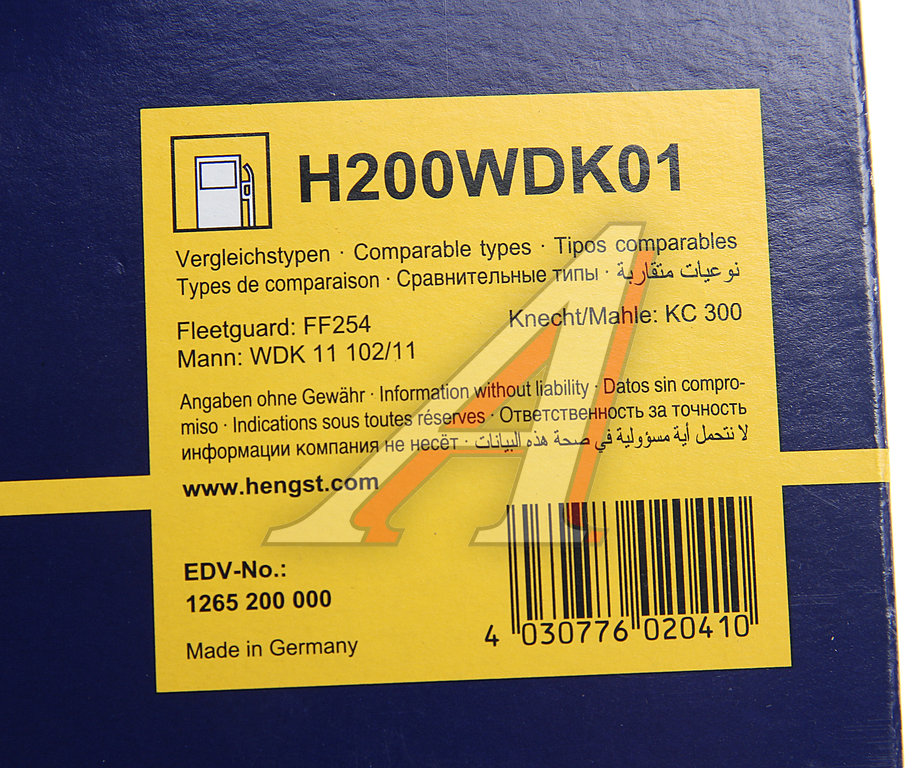 H200WDK01
Vergleichstypen · Comparable types · Tipos comparables
Types de comparaison · Сравнительные типы · نوعيات متقاربة
Fleetguard: FF254
Knecht/Mahle: KC 300
Mann: WDK 11 102/11
Angaben ohne Gewähr · Information without liability · Datos sin compro-
miso · Indications sous toutes réserves · Ответственность за точность
информации компания не несёт · لا نتحمل أية مسؤولية في صحة هذه البيانات
www.hengst.com
EDV-No.:
1265 200 000
Made in Germany
4 030776 020410